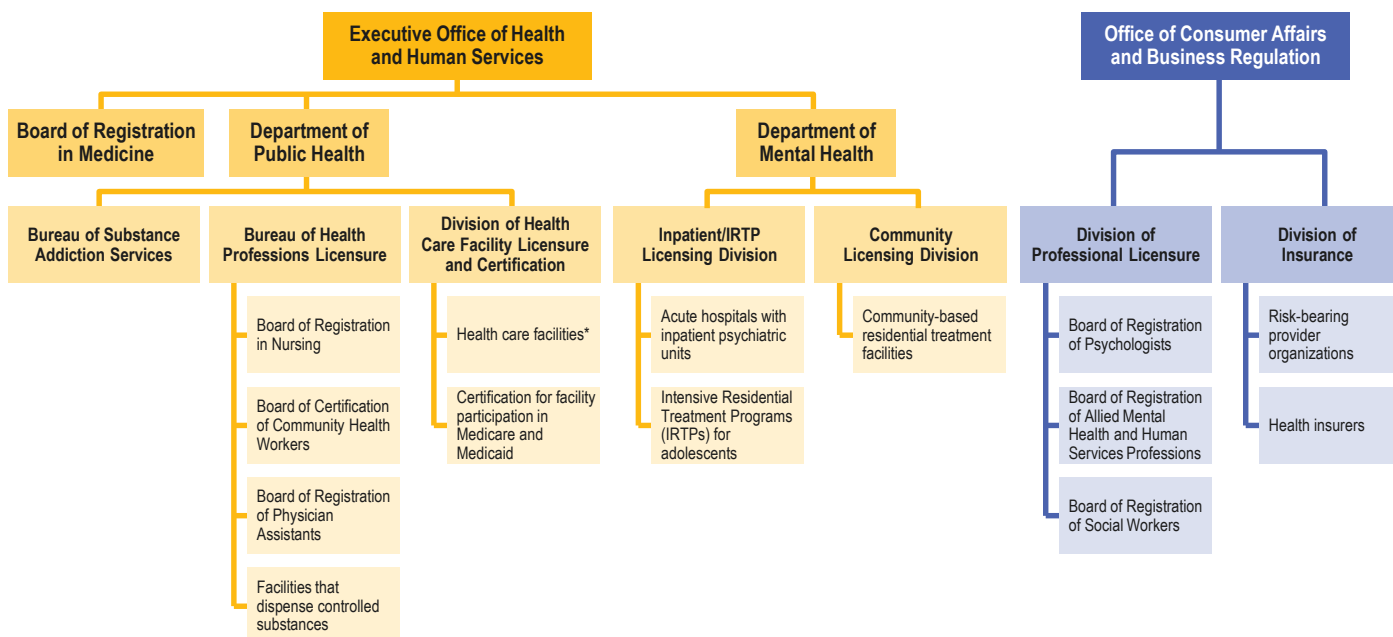 Executive Office of Health
and Human Services
Office of Consumer Affairs
and Business Regulation
Board of Registration
in Medicine
Department of
Public Health
Department of
Mental Health
Bureau of Substance
Addiction Services
Bureau of Health
Professions Licensure
Division of Health
Care Facility Licensure
and Certification
Inpatient/IRTP
Licensing Division
Community
Licensing Division
Division of
Professional Licensure
Division of
Insurance
Board of Registration
in Nursing
Board of Certification
of Community Health
Workers
Board of Registration
of Physician
Assistants
Facilities that
dispense controlled
substances
Health care facilities*
Certification for facility
participation in
Medicare and
Medicaid
Acute hospitals with
inpatient psychiatric
units
Intensive Residential
Treatment Programs
(IRTPs) for
adolescents
Community-based
residential treatment
facilities
Board of Registration
of Psychologists
Board of Registration
of Allied Mental
Health and Human
Services Professions
Board of Registration
of Social Workers
Risk-bearing
provider
organizations
Health insurers